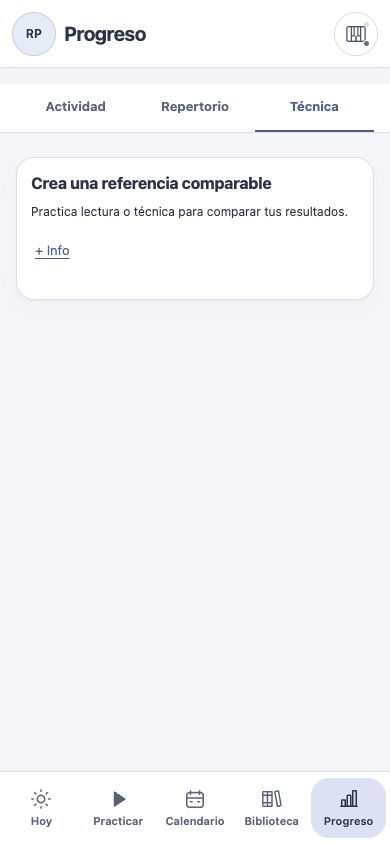 RP
Progreso
Actividad
Repertorio
Técnica
Crea una referencia comparable
Practica lectura o técnica para comparar tus resultados.
+ Info
Hoy
Practicar
Calendario
Biblioteca
Progreso